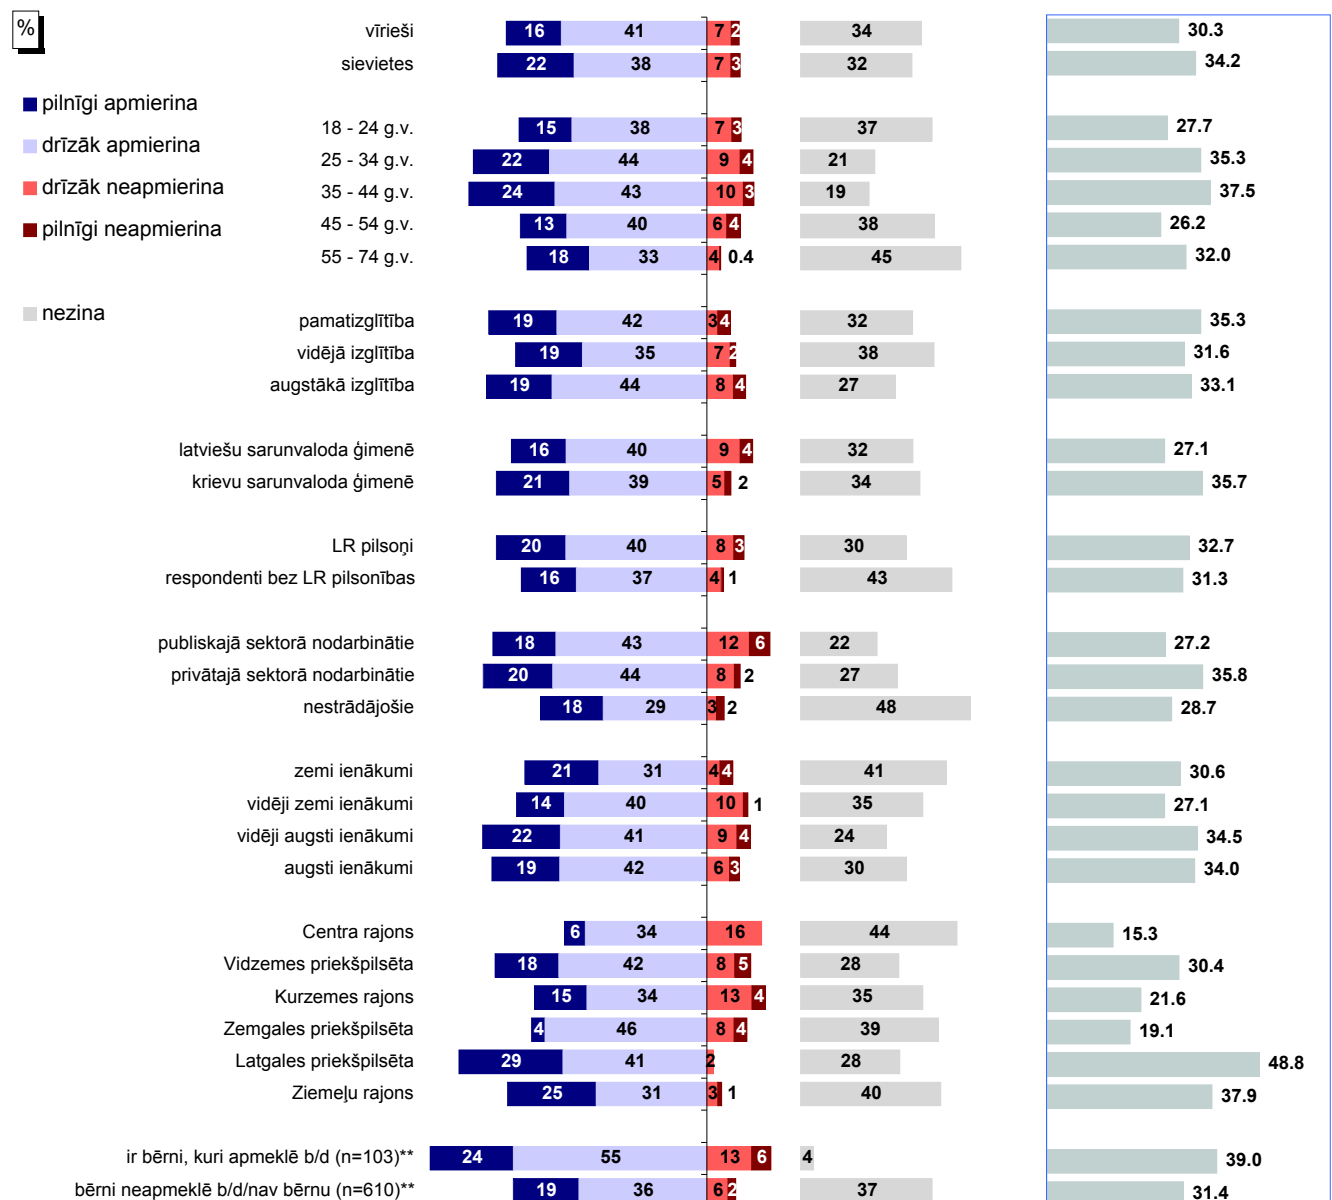 %
pilnīgi apmierina
drīzāk apmierina
drīzāk neapmierina
pilnīgi neapmierina
nezina
vīrieši 16 41 7 2 34 30.3
sievietes 22 38 7 3 32 34.2
18 - 24 g.v. 15 38 7 3 37 27.7
25 - 34 g.v. 22 44 9 4 21 35.3
35 - 44 g.v. 24 43 10 3 19 37.5
45 - 54 g.v. 13 40 6 4 38 26.2
55 - 74 g.v. 18 33 4 0.4 45 32.0
pamatizglītība 19 42 3 4 32 35.3
vidējā izglītība 19 35 7 2 38 31.6
augstākā izglītība 19 44 8 4 27 33.1
latviešu sarunvaloda ģimenē 16 40 9 4 32 27.1
krievu sarunvaloda ģimenē 21 39 5 2 34 35.7
LR pilsoņi 20 40 8 3 30 32.7
respondenti bez LR pilsonības 16 37 4 1 43 31.3
publiskajā sektorā nodarbinātie 18 43 12 6 22 27.2
privātajā sektorā nodarbinātie 20 44 8 2 27 35.8
nestrādājošie 18 29 3 2 48 28.7
zemi ienākumi 21 31 4 4 41 30.6
vidēji zemi ienākumi 14 40 10 1 35 27.1
vidēji augsti ienākumi 22 41 9 4 24 34.5
augsti ienākumi 19 42 6 3 30 34.0
Centra rajons 6 34 16 44 15.3
Vidzemes priekšpilsēta 18 42 8 5 28 30.4
Kurzemes rajons 15 34 13 4 35 21.6
Zemgales priekšpilsēta 4 46 8 4 39 19.1
Latgales priekšpilsēta 29 41 2 28 48.8
Ziemeļu rajons 25 31 3 1 40 37.9
ir bērni, kuri apmeklē b/d (n=103)** 24 55 13 6 4 39.0
bērni neapmeklē b/d/nav bērnu (n=610)** 19 36 6 2 37 31.4